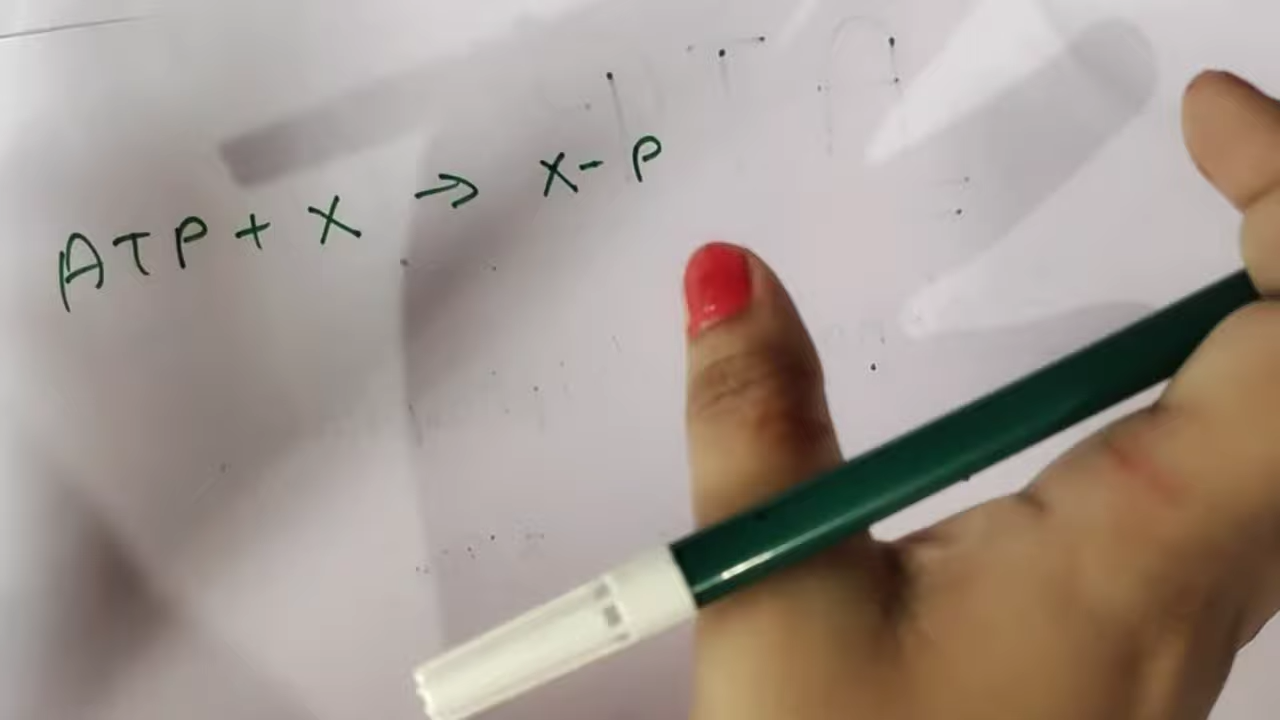 ATP + X → X - P